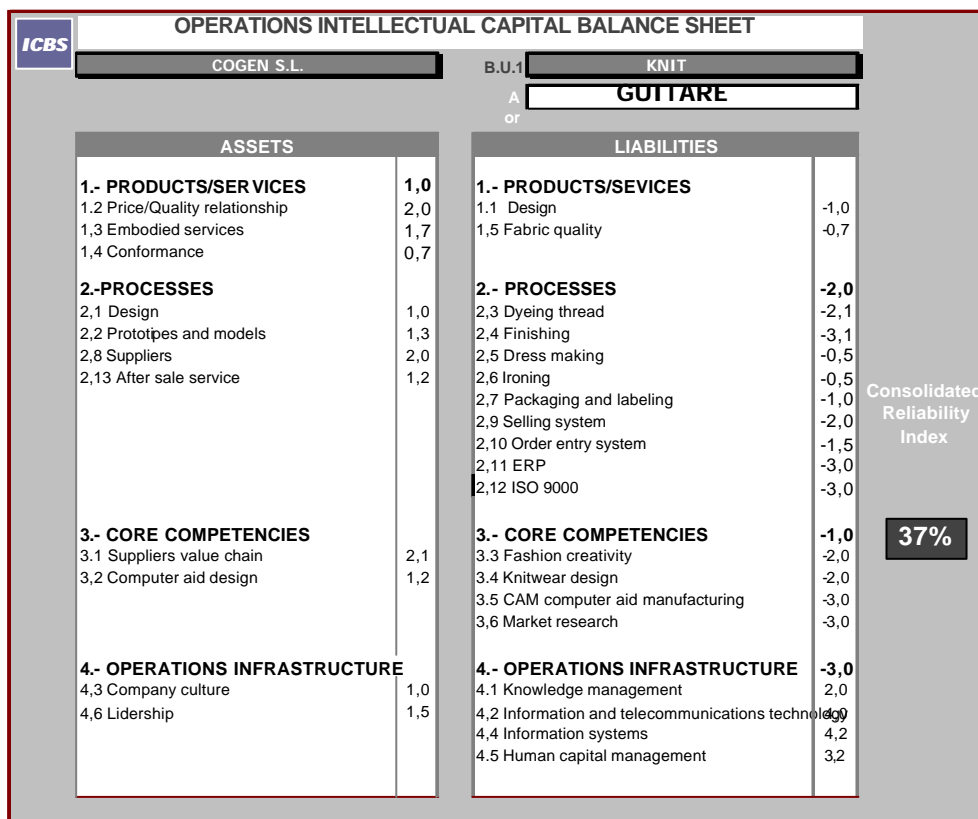 OPERATIONS INTELLECTUAL CAPITAL BALANCE SHEET
ICBS
COGEN S.L.
B.U.1 KNIT
A GUITARE
or
ASSETS
1.- PRODUCTS/SERVICES 1,0
1.2 Price/Quality relationship 2,0
1,3 Embodied services 1,7
1,4 Conformance 0,7
2.-PROCESSES
2,1 Design 1,0
2,2 Prototipes and models 1,3
2,8 Suppliers 2,0
2,13 After sale service 1,2
3.- CORE COMPETENCIES
3.1 Suppliers value chain 2,1
3,2 Computer aid design 1,2
4.- OPERATIONS INFRASTRUCTURE
4,3 Company culture 1,0
4,6 Lidership 1,5
LIABILITIES
1.- PRODUCTS/SEVICES
1.1 Design -1,0
1,5 Fabric quality -0,7
2.- PROCESSES -2,0
2,3 Dyeing thread -2,1
2,4 Finishing -3,1
2,5 Dress making -0,5
2,6 Ironing -0,5
2,7 Packaging and labeling -1,0
2,9 Selling system -2,0
2,10 Order entry system -1,5
2,11 ERP -3,0
2,12 ISO 9000 -3,0
3.- CORE COMPETENCIES -1,0
3.3 Fashion creativity -2,0
3.4 Knitwear design -2,0
3.5 CAM computer aid manufacturing -3,0
3,6 Market research -3,0
4.- OPERATIONS INFRASTRUCTURE -3,0
4.1 Knowledge management 2,0
4,2 Information and telecommunications technology 4,0
4,4 Information systems 4,2
4.5 Human capital management 3,2
Consolidated
Reliability
Index
37%